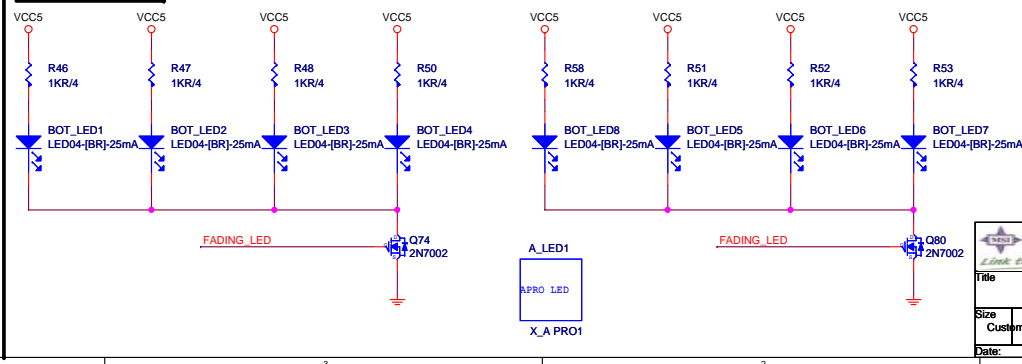 VCC5 VCC5 VCC5 VCC5 VCC5 VCC5 VCC5 VCC5
R46 R47 R48 R50 R58 R51 R52 R53
1KR/4 1KR/4 1KR/4 1KR/4 1KR/4 1KR/4 1KR/4 1KR/4
BOT_LED1 BOT_LED2 BOT_LED3 BOT_LED4 BOT_LED8 BOT_LED5 BOT_LED6 BOT_LED7
LED04-[BR]-25mA LED04-[BR]-25mA LED04-[BR]-25mA LED04-[BR]-25mA LED04-[BR]-25mA LED04-[BR]-25mA LED04-[BR]-25mA LED04-[BR]-25mA
FADING_LED Q74 FADING_LED Q80
2N7002 2N7002
A_LED1
APRO LED
X_A PRO1
MSI
Link
Title
Size
Custom
Date: